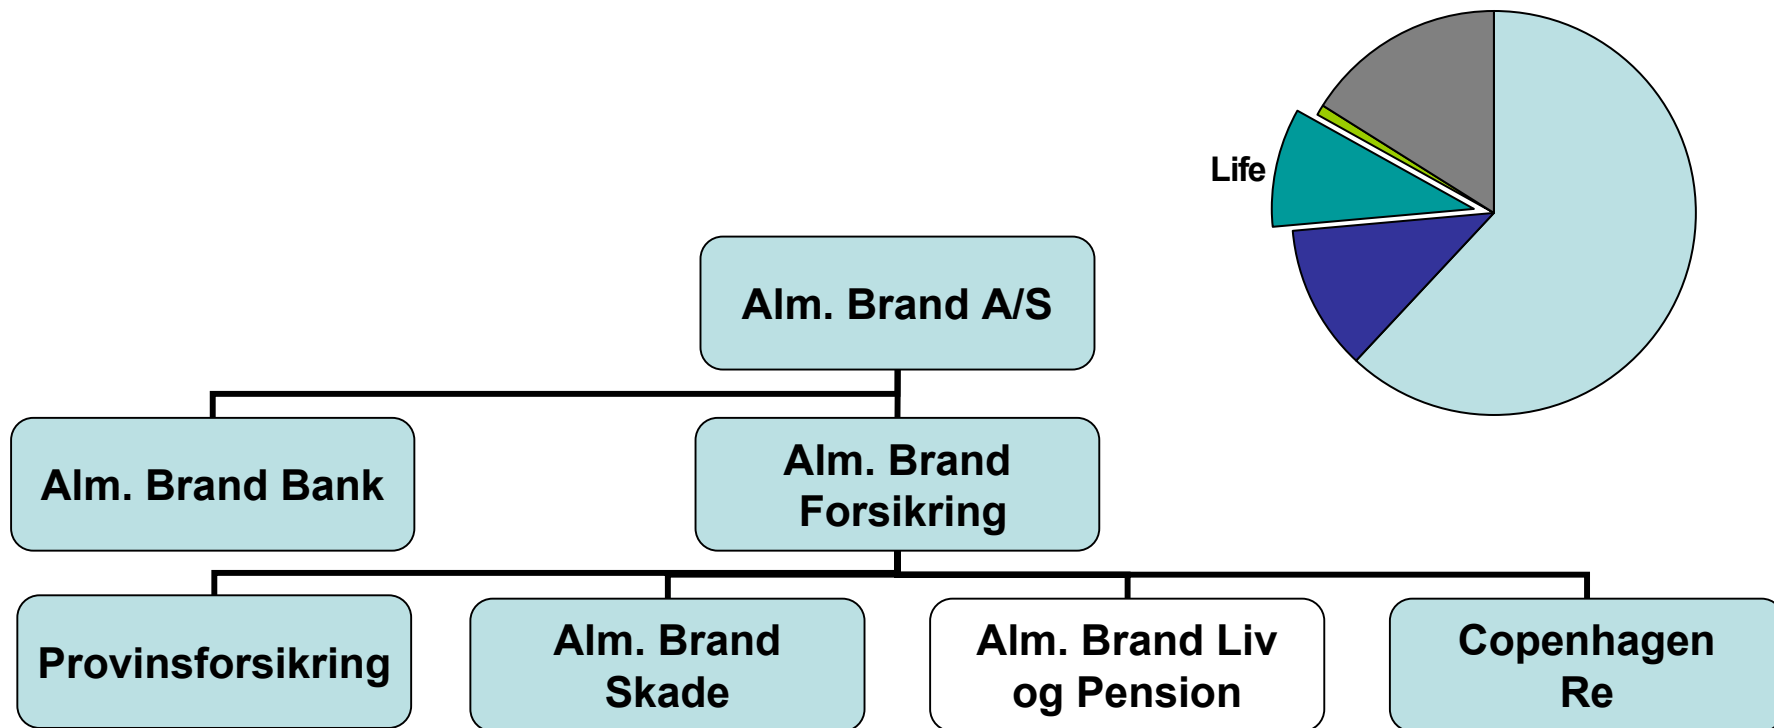 Life
Alm. Brand A/S
Alm. Brand Bank
Alm. Brand
Forsikring
Provinsforsikring
Alm. Brand
Skade
Alm. Brand Liv
og Pension
Copenhagen
Re